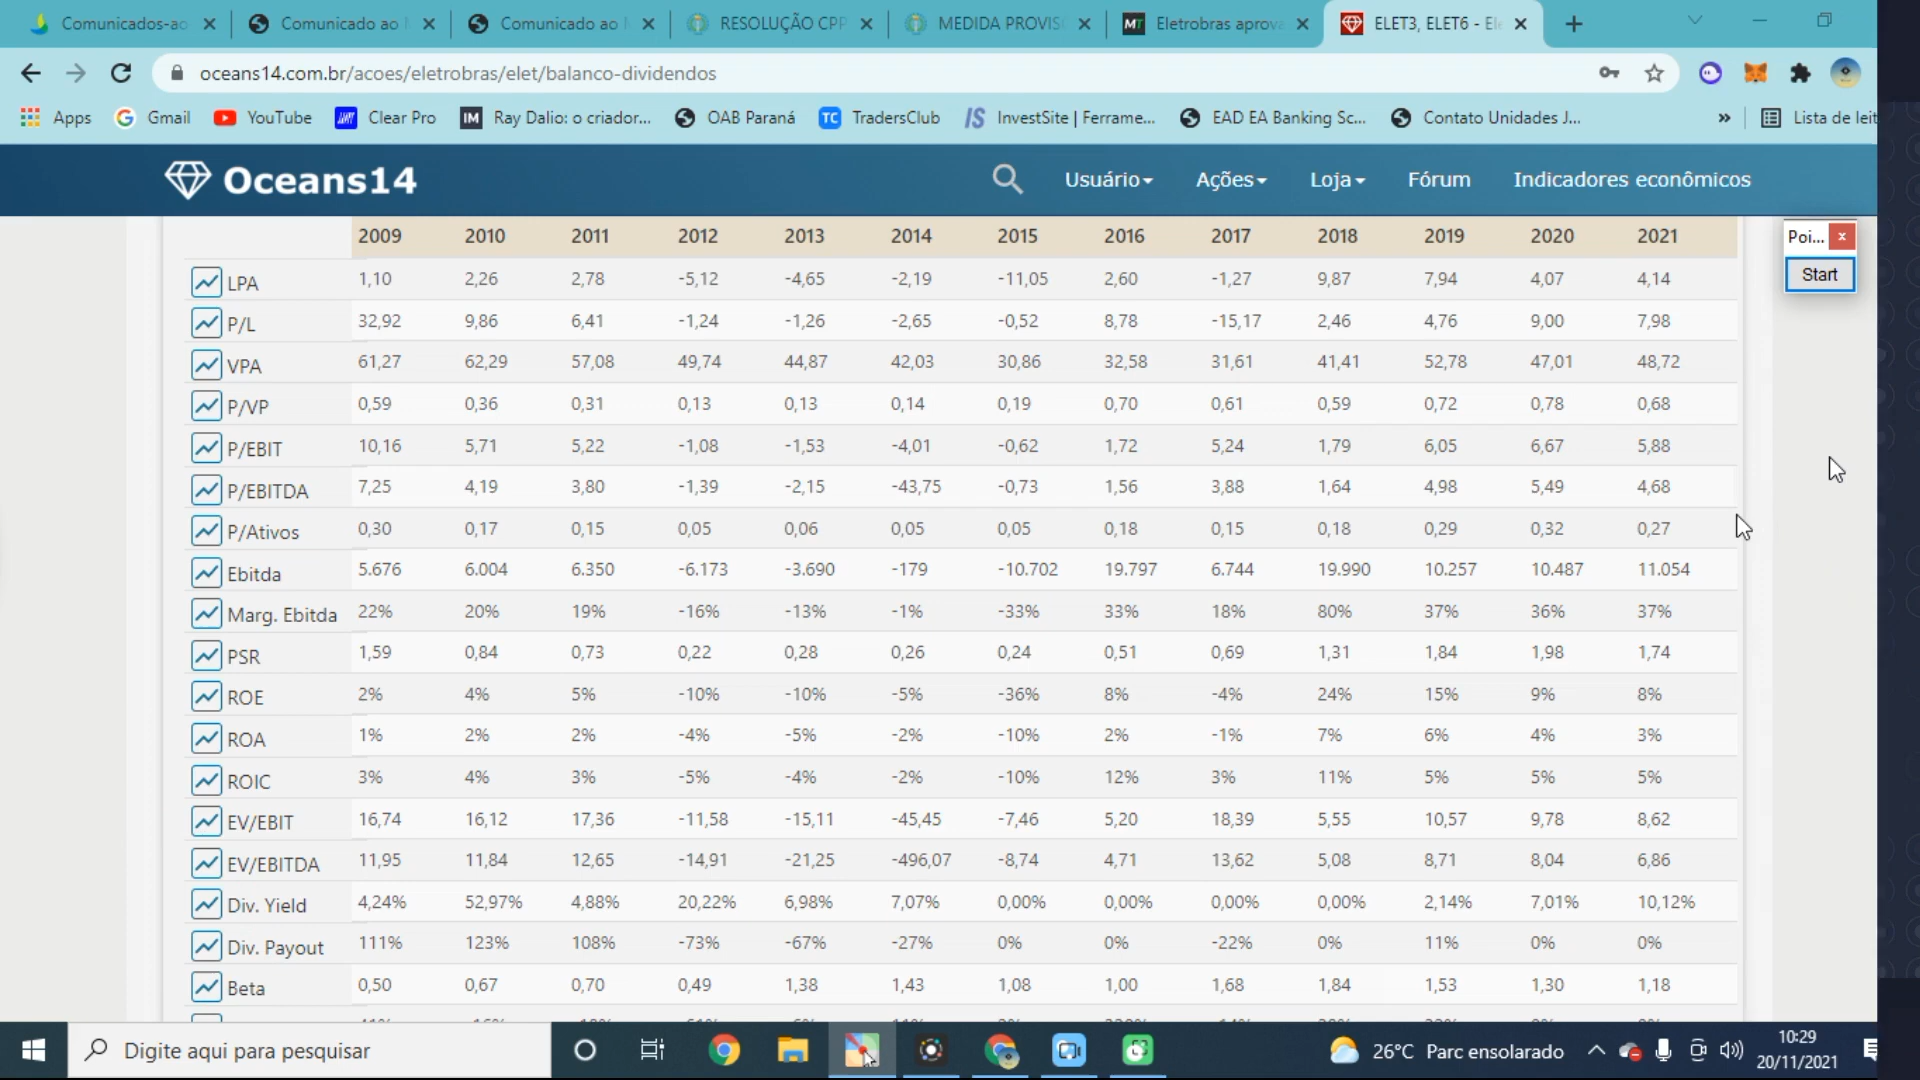 Comunicados-ao
Comunicado ao
Comunicado ao
RESOLUÇÃO CPP
MEDIDA PROVIS
Eletrobras aprov
ELET3, ELET6 - El
oceans14.com.br/acoes/eletrobras/elet/balanco-dividendos
Apps
Gmail
YouTube
Clear Pro
IM
Ray Dalio: o criador...
OAB Paraná
TC
TradersClub
InvestSite | Ferrame...
EAD EA Banking Sc...
Contato Unidades J...
»
Lista de leit
Oceans14
Usuário
Ações
Loja
Fórum
Indicadores econômicos
Poi...
x
Start
2009 2010 2011 2012 2013 2014 2015 2016 2017 2018 2019 2020 2021
LPA 1,10 2,26 2,78 -5,12 -4,65 -2,19 -11,05 2,60 -1,27 9,87 7,94 4,07 4,14
P/L 32,92 9,86 6,41 -1,24 -1,26 -2,65 -0,52 8,78 -15,17 2,46 4,76 9,00 7,98
VPA 61,27 62,29 57,08 49,74 44,87 42,03 30,86 32,58 31,61 41,41 52,78 47,01 48,72
P/VP 0,59 0,36 0,31 0,13 0,13 0,14 0,19 0,70 0,61 0,59 0,72 0,78 0,68
P/EBIT 10,16 5,71 5,22 -1,08 -1,53 -4,01 -0,62 1,72 5,24 1,79 6,05 6,67 5,88
P/EBITDA 7,25 4,19 3,80 -1,39 -2,15 -43,75 -0,73 1,56 3,88 1,64 4,98 5,49 4,68
P/Ativos 0,30 0,17 0,15 0,05 0,06 0,05 0,05 0,18 0,15 0,18 0,29 0,32 0,27
Ebitda 5.676 6.004 6.350 -6.173 -3.690 -179 -10.702 19.797 6.744 19.990 10.257 10.487 11.054
Marg. Ebitda 22% 20% 19% -16% -13% -1% -33% 33% 18% 80% 37% 36% 37%
PSR 1,59 0,84 0,73 0,22 0,28 0,26 0,24 0,51 0,69 1,31 1,84 1,98 1,74
ROE 2% 4% 5% -10% -10% -5% -36% 8% -4% 24% 15% 9% 8%
ROA 1% 2% 2% -4% -5% -2% -10% 2% -1% 7% 6% 4% 3%
ROIC 3% 4% 3% -5% -4% -2% -10% 12% 3% 11% 5% 5% 5%
EV/EBIT 16,74 16,12 17,36 -11,58 -15,11 -45,45 -7,46 5,20 18,39 5,55 10,57 9,78 8,62
EV/EBITDA 11,95 11,84 12,65 -14,91 -21,25 -496,07 -8,74 4,71 13,62 5,08 8,71 8,04 6,86
Div. Yield 4,24% 52,97% 4,88% 20,22% 6,98% 7,07% 0,00% 0,00% 0,00% 0,00% 2,14% 7,01% 10,12%
Div. Payout 111% 123% 108% -73% -67% -27% 0% 0% -22% 0% 11% 0% 0%
Beta 0,50 0,67 0,70 0,49 1,38 1,43 1,08 1,00 1,68 1,84 1,53 1,30 1,18
Digite aqui para pesquisar
26°C Parc ensolarado
10:29
20/11/2021